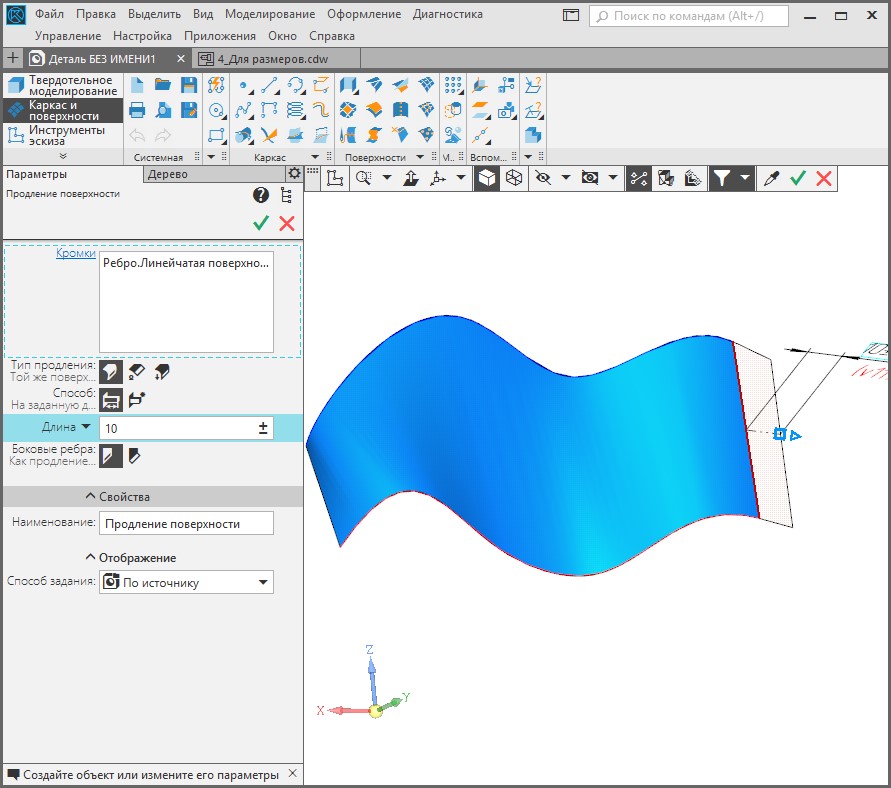 Файл Правка Выделить Вид Моделирование Оформление Диагностика
Поиск по командам (Alt+/)
Управление Настройка Приложения Окно Справка
Деталь БЕЗ ИМЕНИ1
4_Для размеров.cdw
Твердотельное
моделирование
Каркас и
поверхности
Инструменты
эскиза
Системная
Каркас
Поверхности
М...
Вспом...
Параметры
Дерево
Продление поверхности
Кромки
Ребро.Линейчатая поверхно...
Тип продления:
Той же поверх...
Способ:
На заданную д...
Длина
10
Боковые ребра:
Как продление...
Свойства
Наименование:
Продление поверхности
Отображение
Способ задания:
По источнику
Z
Y
X
Создайте объект или измените его параметры